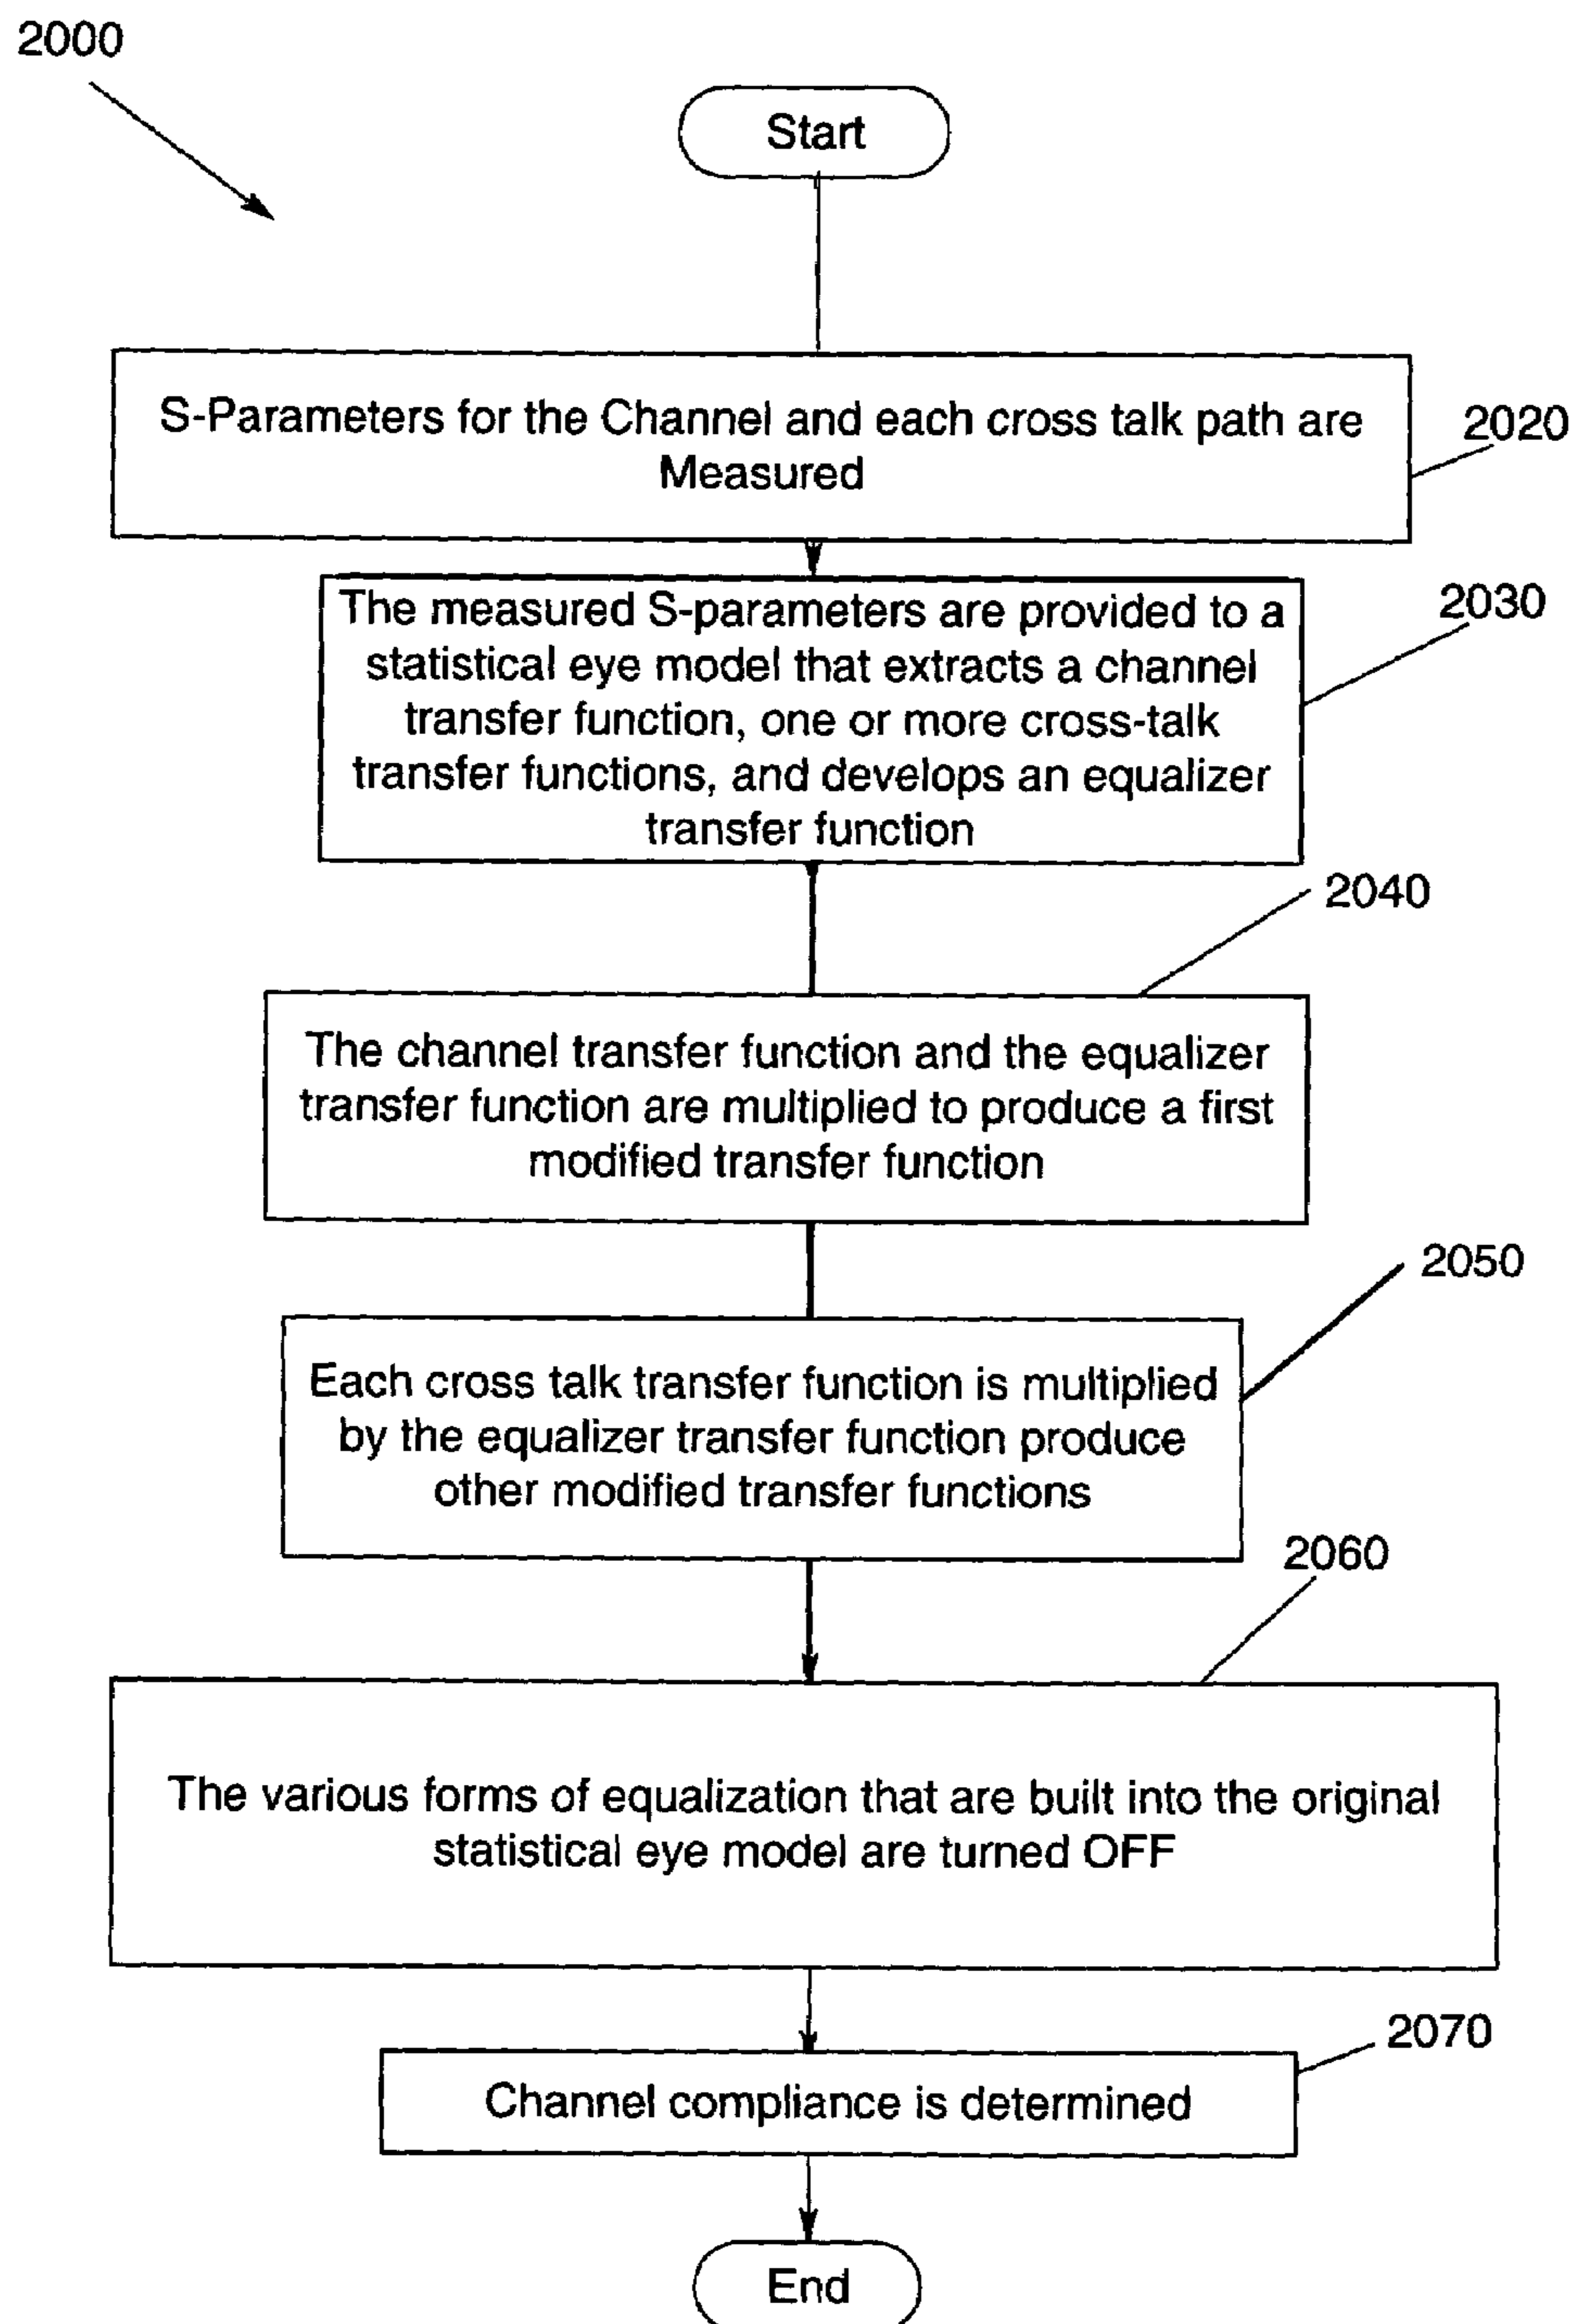 2000
Start
S-Parameters for the Channel and each cross talk path are
Measured
2020
The measured S-parameters are provided to a
statistical eye model that extracts a channel
transfer function, one or more cross-talk
transfer functions, and develops an equalizer
transfer function
2030
2040
The channel transfer function and the equalizer
transfer function are multiplied to produce a first
modified transfer function
2050
Each cross talk transfer function is multiplied
by the equalizer transfer function produce
other modified transfer functions
2060
The various forms of equalization that are built into the original
statistical eye model are turned OFF
2070
Channel compliance is determined
End